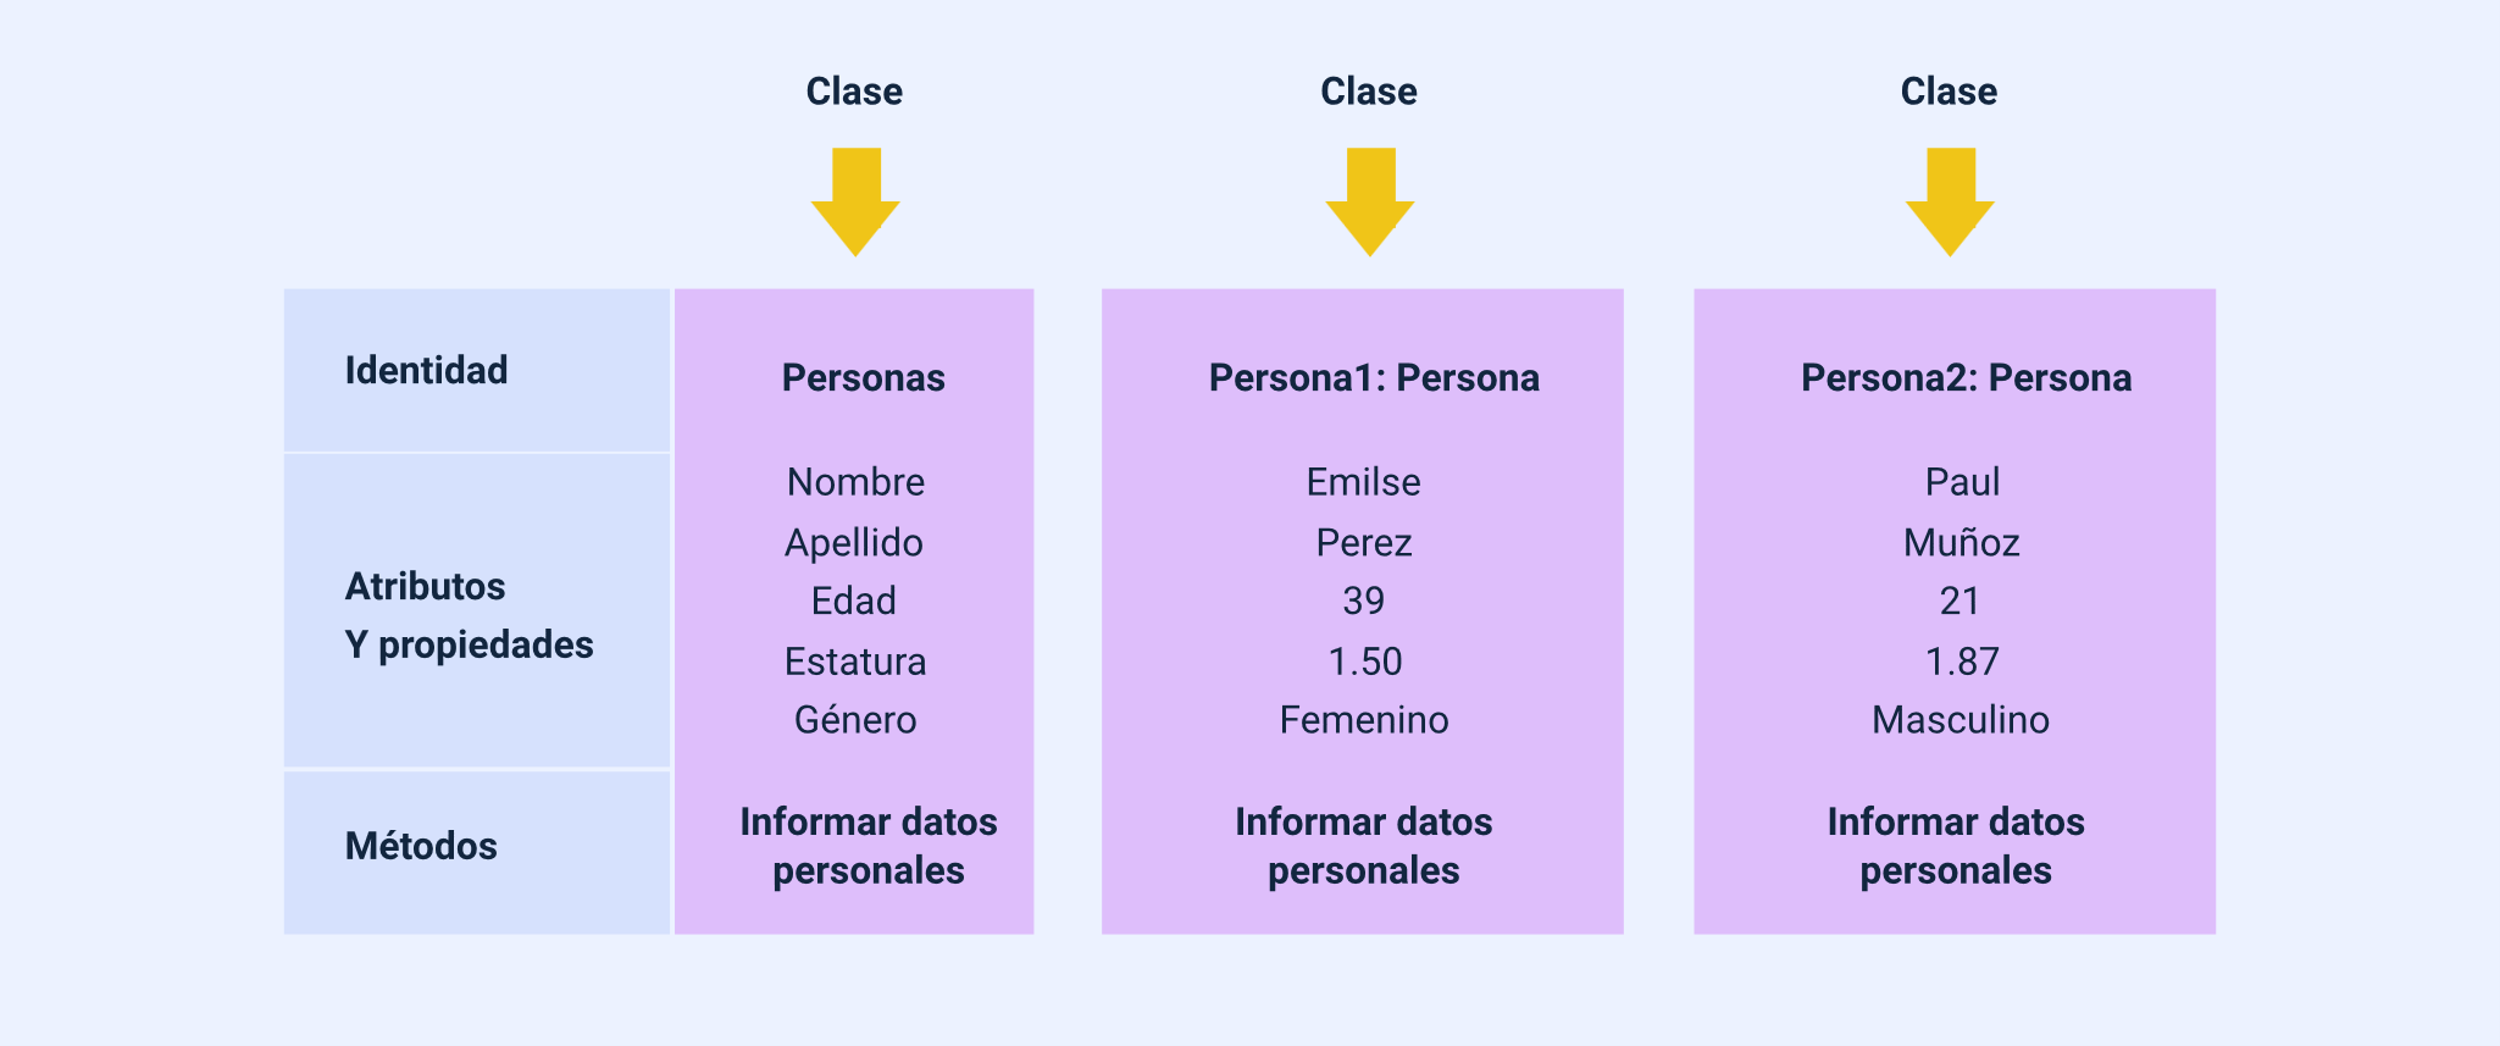 Clase
Clase
Clase
Identidad
Personas
Persona1: Persona
Persona2: Persona
Nombre
Emilse
Paul
Apellido
Perez
Muñoz
Atributos
Y propiedades
Edad
39
21
Estatura
1.50
1.87
Género
Femenino
Masculino
Métodos
Informar datos
personales
Informar datos
personales
Informar datos
personales